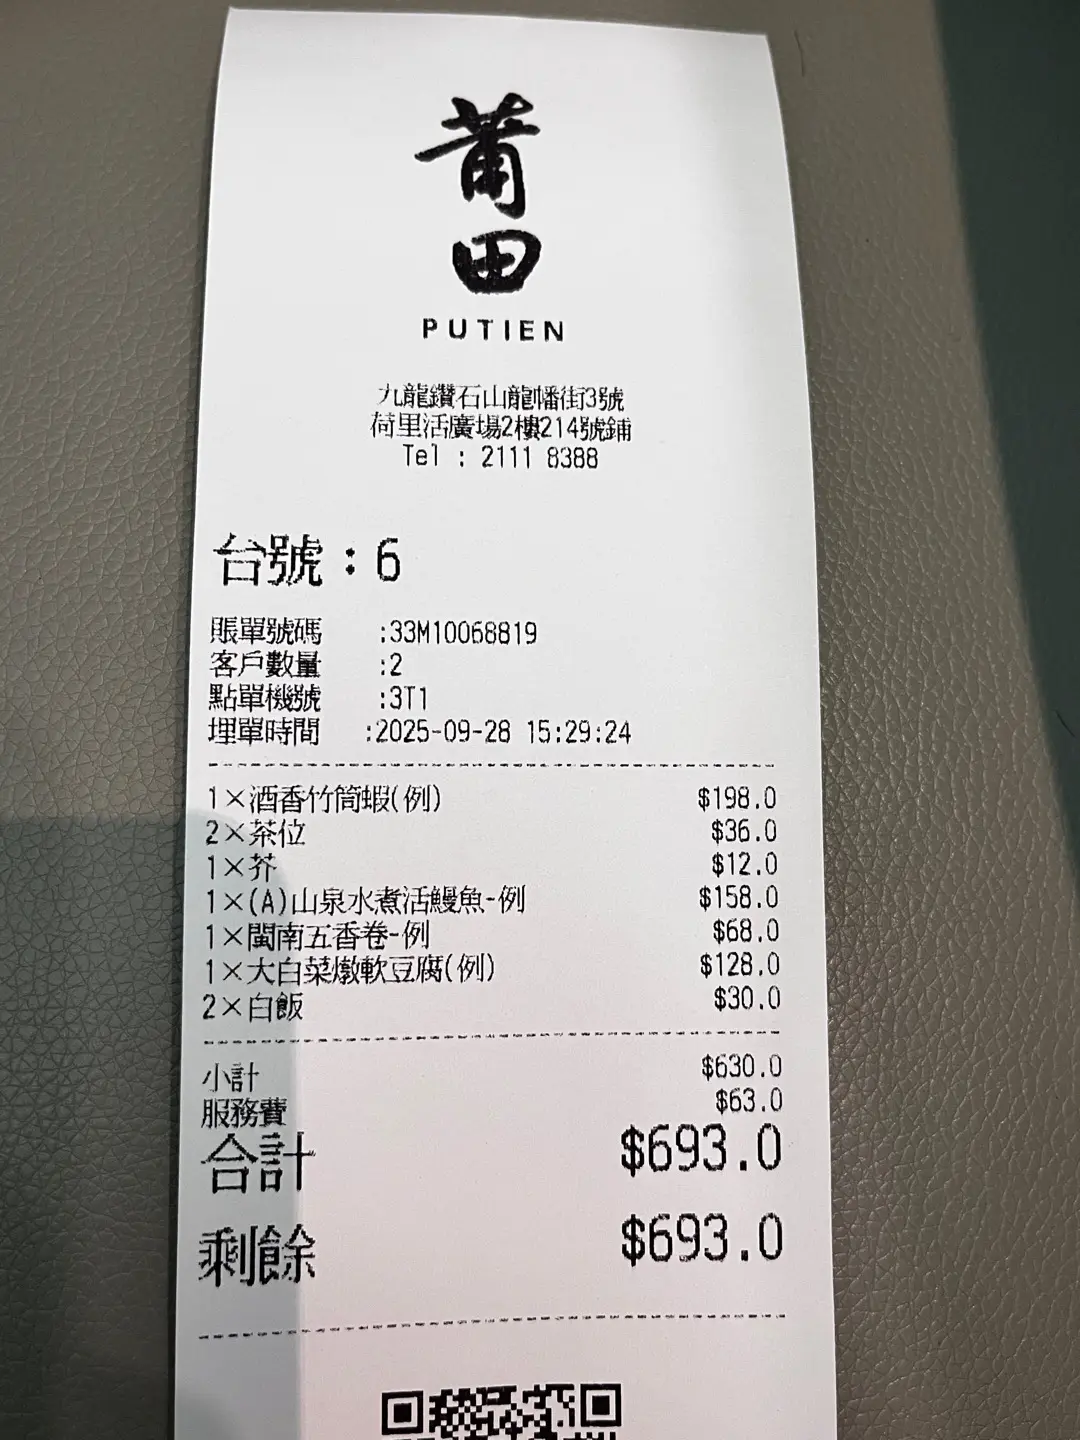 莆
田
PUTIEN
九龍鑽石山龍蟠街3號
荷里活廣場2樓214號鋪
Tel : 2111 8388
台號:6
賬單號碼 :33M10068819
客戶數量 :2
點單機號 :3T1
埋單時間 :2025-09-28 15:29:24
1×酒香竹筒蝦(例) $198.0
2×茶位 $36.0
1×芥 $12.0
1×(A)山泉水煮活鰻魚-例 $158.0
1×閩南五香卷-例 $68.0
1×大白菜燉軟豆腐(例) $128.0
2×白飯 $30.0
小計 $630.0
服務費 $63.0
合計 $693.0
剩餘 $693.0